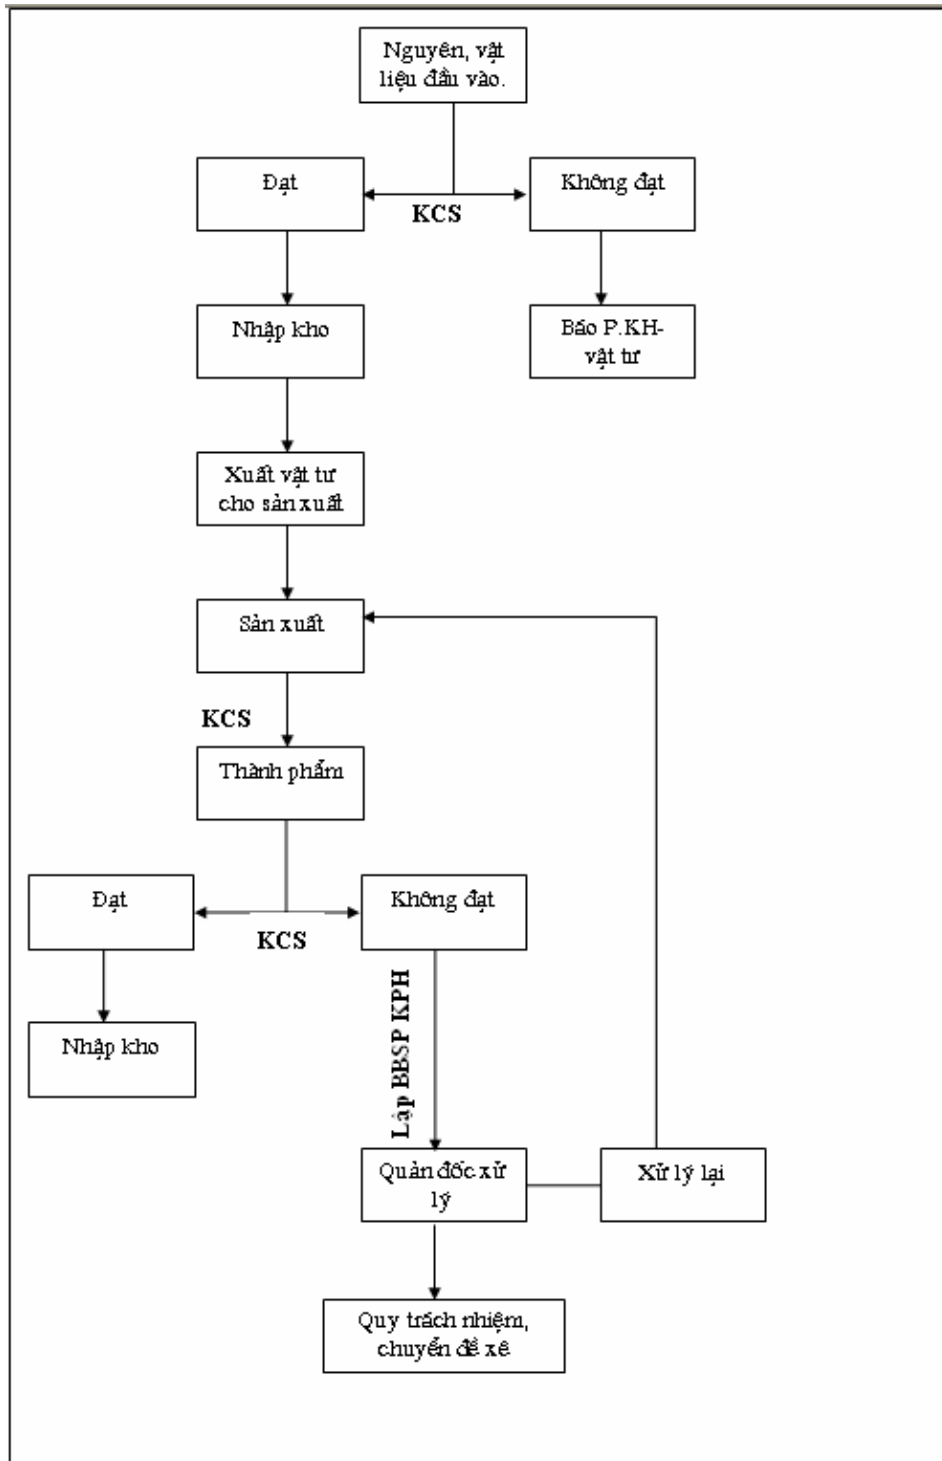 Nguyên, vật
liệu đầu vào.
Đạt
Không đạt
KCS
Nhập kho
Báo P.KH-
vật tư
Xuất vật tư
cho sản xuất
Sản xuất
KCS
Thành phẩm
Đạt
Không đạt
KCS
Nhập kho
Lập BBSP KPH
Quản đốc xử
lý
Xử lý lại
Quy trách nhiệm,
chuyển đề xê